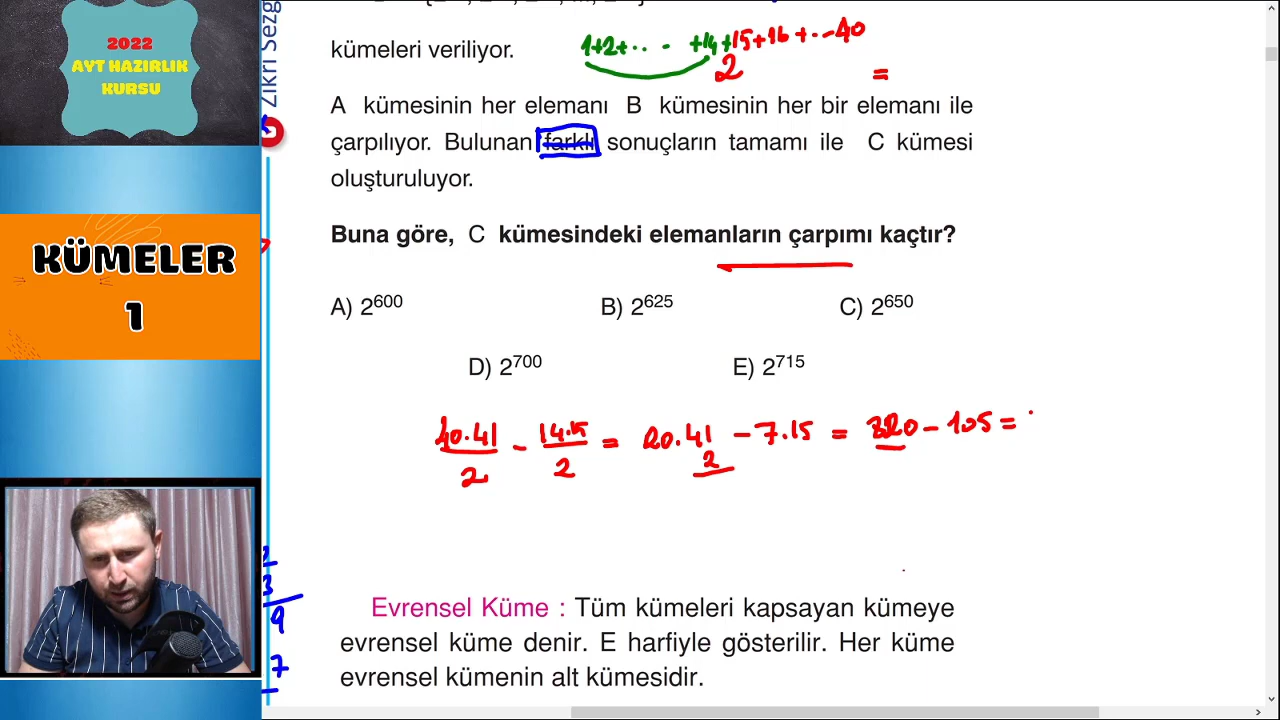 2022
AYT HAZIRLIK
KURSU
KÜMELER
1
Zikri Sezg
kümeleri veriliyor.
1+2+... +14+15+16+...40
2 =
A kümesinin her elemanı B kümesinin her bir elemanı ile
çarpılıyor. Bulunan farklı sonuçların tamamı ile C kümesi
oluşturuluyor.
Buna göre, C kümesindeki elemanların çarpımı kaçtır?
A) 2^600 B) 2^625 C) 2^650
D) 2^700 E) 2^715
40.41/2 - 14.15/2 = 20.41 - 7.15 = 820 - 105 =
2
Evrensel Küme : Tüm kümeleri kapsayan kümeye
evrensel küme denir. E harfiyle gösterilir. Her küme
evrensel kümenin alt kümesidir.
9
7